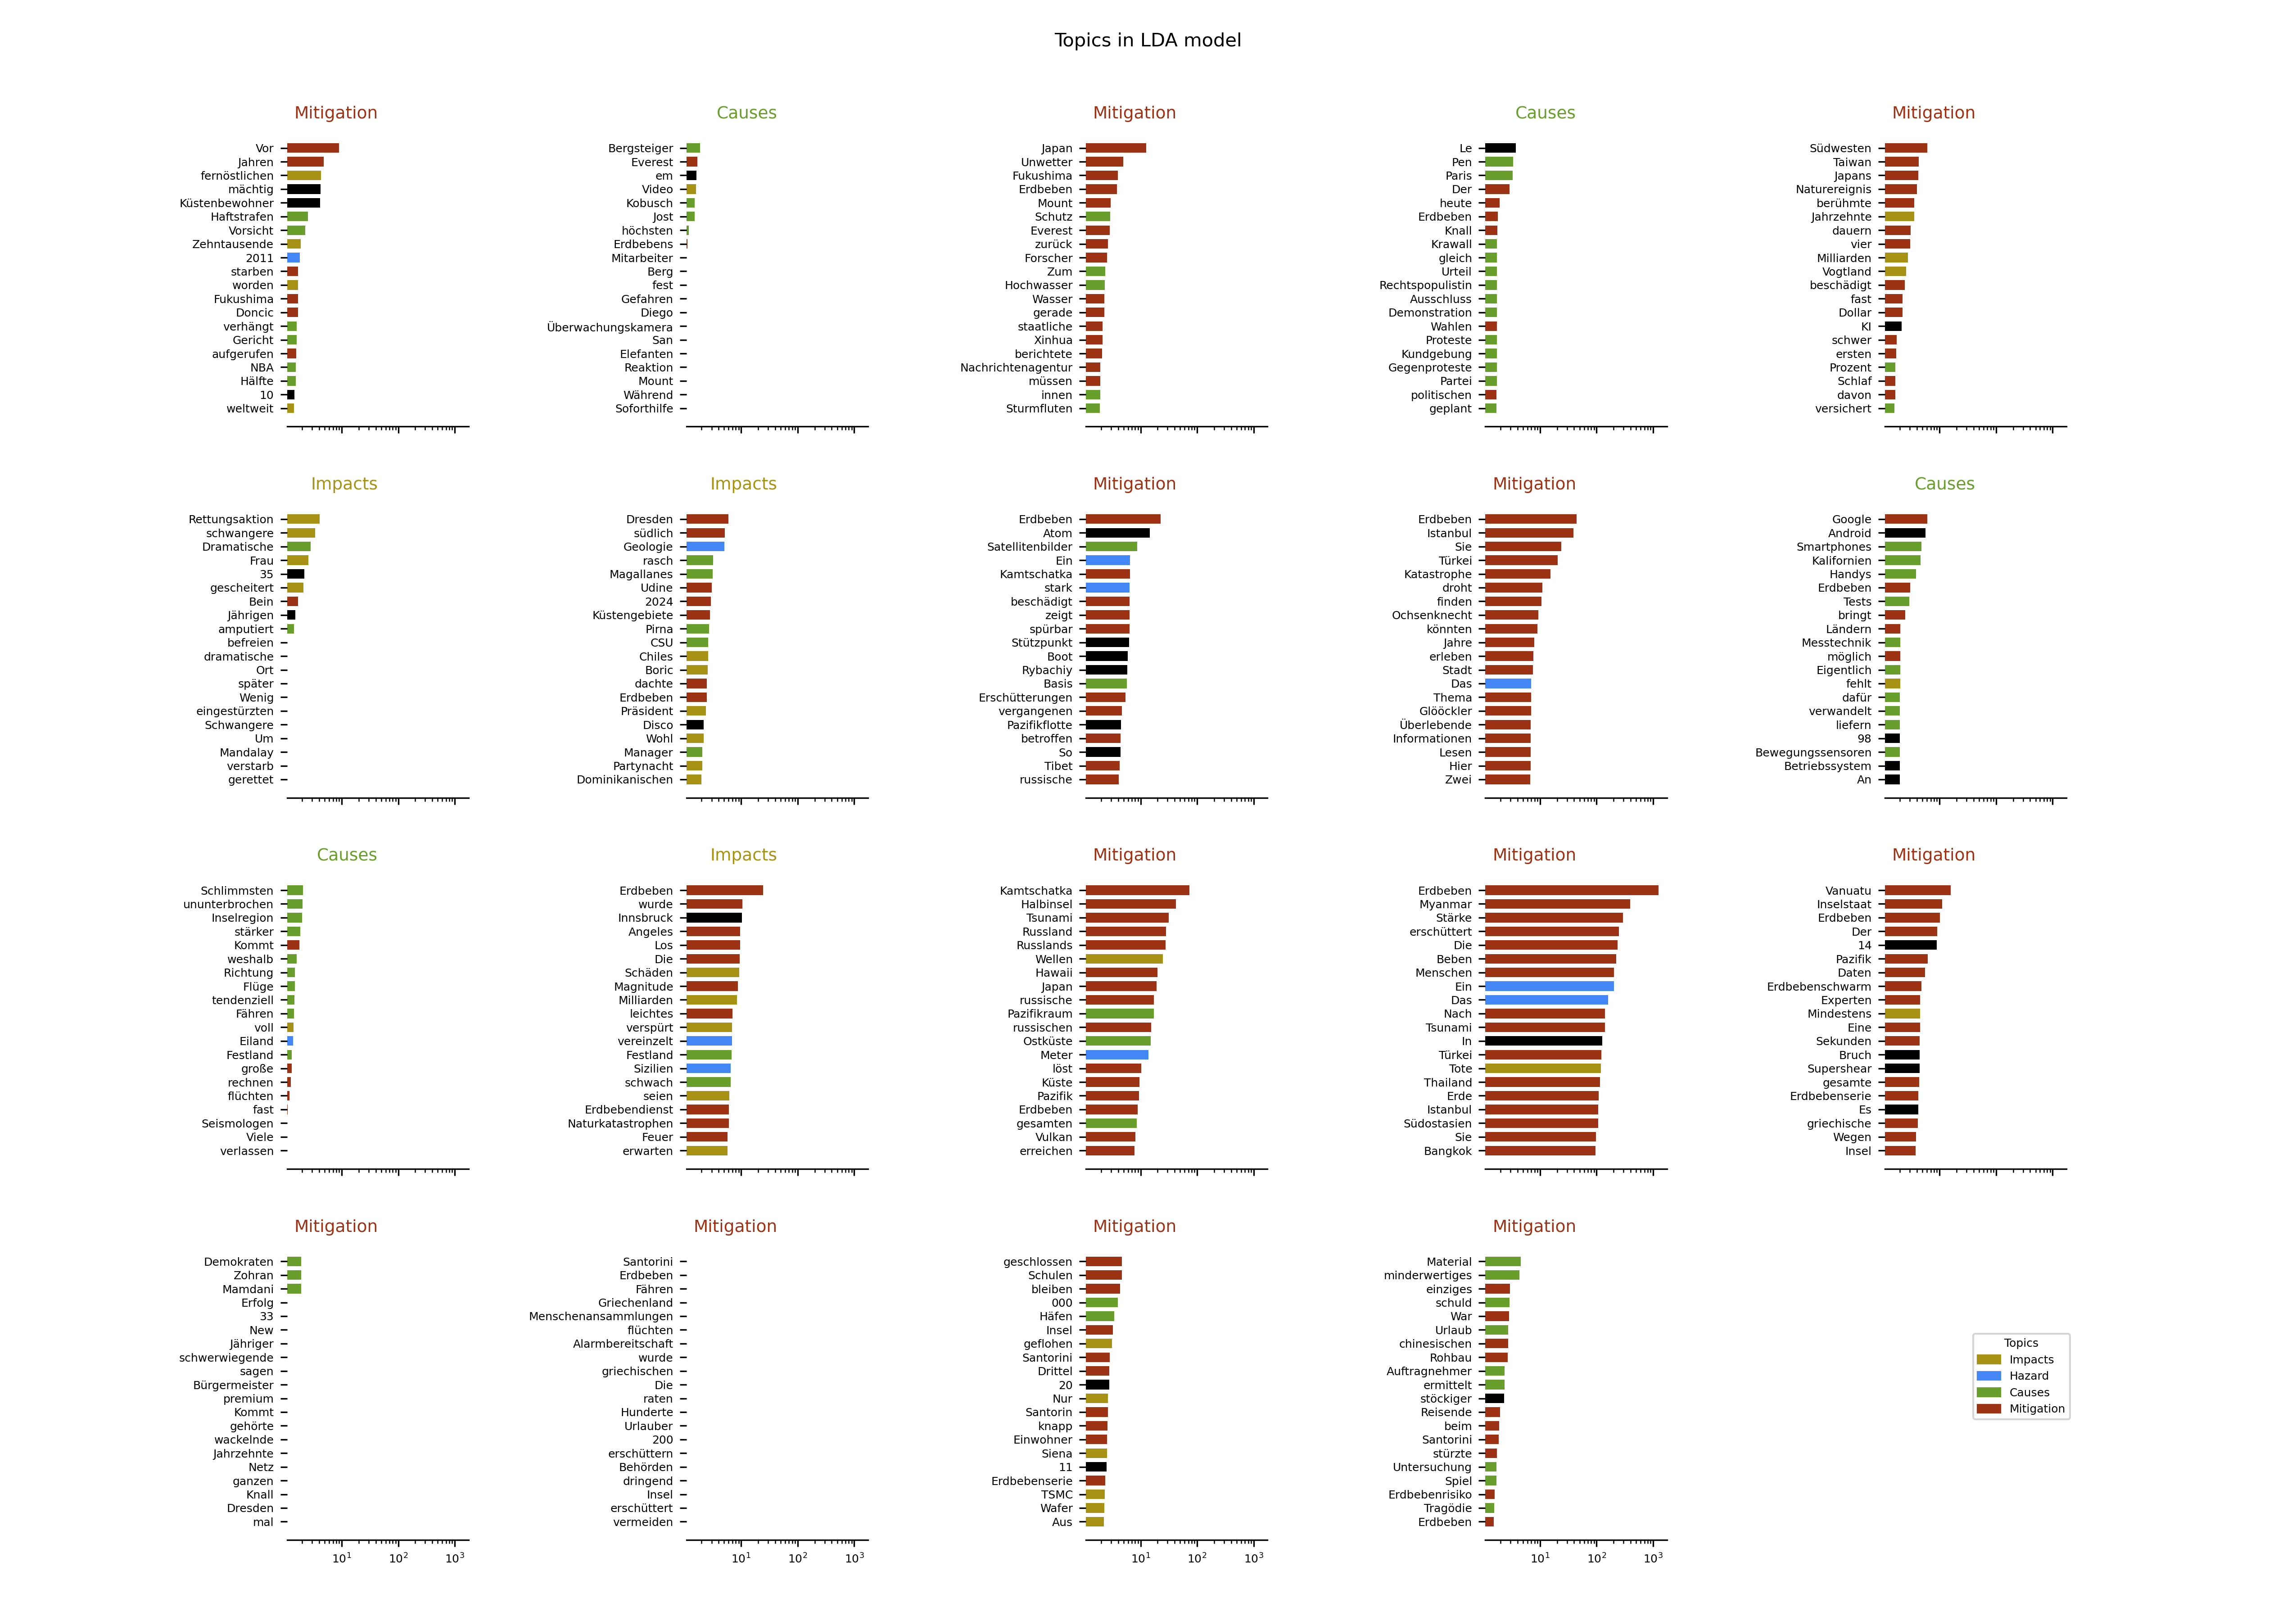 Topics in LDA model
Mitigation
Vor
Jahren
fernöstlichen
mächtig
Küstenbewohner
Haftstrafen
Vorsicht
Zehntausende
2011
starben
worden
Fukushima
Doncic
verhängt
Gericht
aufgerufen
NBA
Hälfte
10
weltweit
Causes
Bergsteiger
Everest
em
Video
Kobusch
Jost
höchsten
Erdbebens
Mitarbeiter
Berg
fest
Gefahren
Diego
Überwachungskamera
San
Elefanten
Reaktion
Mount
Während
Soforthilfe
Mitigation
Japan
Unwetter
Fukushima
Erdbeben
Mount
Schutz
Everest
zurück
Forscher
Zum
Hochwasser
Wasser
gerade
staatliche
Xinhua
berichtete
Nachrichtenagentur
müssen
innen
Sturmfluten
Causes
Le
Pen
Paris
Der
heute
Erdbeben
Knall
Krawall
gleich
Urteil
Rechtspopulistin
Ausschluss
Demonstration
Wahlen
Proteste
Kundgebung
Gegenproteste
Partei
politischen
geplant
Mitigation
Südwesten
Taiwan
Japans
Naturereignis
berühmte
Jahrzehnte
dauern
vier
Milliarden
Vogtland
beschädigt
fast
Dollar
KI
schwer
ersten
Prozent
Schlaf
davon
versichert
Impacts
Rettungsaktion
schwangere
Dramatische
Frau
35
gescheitert
Bein
Jährigen
amputiert
befreien
dramatische
Ort
später
Wenig
eingestürzten
Schwangere
Um
Mandalay
verstarb
gerettet
Impacts
Dresden
südlich
Geologie
rasch
Magallanes
Udine
2024
Küstengebiete
Pirna
CSU
Chiles
Boric
dachte
Erdbeben
Präsident
Disco
Wohl
Manager
Partynacht
Dominikanischen
Mitigation
Erdbeben
Atom
Satellitenbilder
Ein
Kamtschatka
stark
beschädigt
zeigt
spürbar
Stützpunkt
Boot
Rybachiy
Basis
Erschütterungen
vergangenen
Pazifikflotte
betroffen
So
Tibet
russische
Mitigation
Erdbeben
Istanbul
Sie
Türkei
Katastrophe
droht
finden
Ochsenknecht
könnten
Jahre
erleben
Stadt
Das
Thema
Glööckler
Überlebende
Informationen
Lesen
Hier
Zwei
Causes
Google
Android
Smartphones
Kalifornien
Handys
Erdbeben
Tests
bringt
Ländern
Messtechnik
möglich
Eigentlich
fehlt
dafür
verwandelt
liefern
98
Bewegungssensoren
Betriebssystem
An
Causes
Schlimmsten
ununterbrochen
Inselregion
stärker
Kommt
weshalb
Richtung
Flüge
tendenziell
Fähren
voll
Eiland
Festland
große
rechnen
flüchten
fast
Seismologen
Viele
verlassen
Impacts
Erdbeben
wurde
Innsbruck
Angeles
Los
Die
Schäden
Magnitude
Milliarden
leichtes
verspürt
vereinzelt
Festland
Sizilien
schwach
seien
Erdbebendienst
Naturkatastrophen
Feuer
erwarten
Mitigation
Kamtschatka
Halbinsel
Tsunami
Russland
Russlands
Wellen
Hawaii
Japan
russische
Pazifikraum
russischen
Ostküste
Meter
löst
Küste
Pazifik
Erdbeben
gesamten
Vulkan
erreichen
Mitigation
Erdbeben
Myanmar
Stärke
erschüttert
Die
Beben
Menschen
Ein
Das
Nach
Tsunami
In
Türkei
Tote
Thailand
Erde
Istanbul
Südostasien
Sie
Bangkok
Mitigation
Vanuatu
Inselstaat
Erdbeben
Der
14
Pazifik
Daten
Erdbebenschwarm
Experten
Mindestens
Eine
Sekunden
Bruch
Supershear
gesamte
Erdbebenserie
Es
griechische
Wegen
Insel
Mitigation
Demokraten
Zohran
Mamdani
Erfolg
33
New
Jähriger
schwerwiegende
sagen
Bürgermeister
premium
Kommt
gehörte
wackelnde
Jahrzehnte
Netz
ganzen
Knall
Dresden
mal
10¹ 10² 10³
Mitigation
Santorini
Erdbeben
Fähren
Griechenland
Menschenansammlungen
flüchten
Alarmbereitschaft
wurde
griechischen
Die
raten
Hunderte
Urlauber
200
erschüttern
Behörden
dringend
Insel
erschüttert
vermeiden
10¹ 10² 10³
Mitigation
geschlossen
Schulen
bleiben
000
Häfen
Insel
geflohen
Santorini
Drittel
20
Nur
Santorin
knapp
Einwohner
Siena
11
Erdbebenserie
TSMC
Wafer
Aus
10¹ 10² 10³
Mitigation
Material
minderwertiges
einziges
schuld
War
Urlaub
chinesischen
Rohbau
Auftragnehmer
ermittelt
stöckiger
Reisende
beim
Santorini
stürzte
Untersuchung
Spiel
Erdbebenrisiko
Tragödie
Erdbeben
10¹ 10² 10³
Topics
Impacts
Hazard
Causes
Mitigation